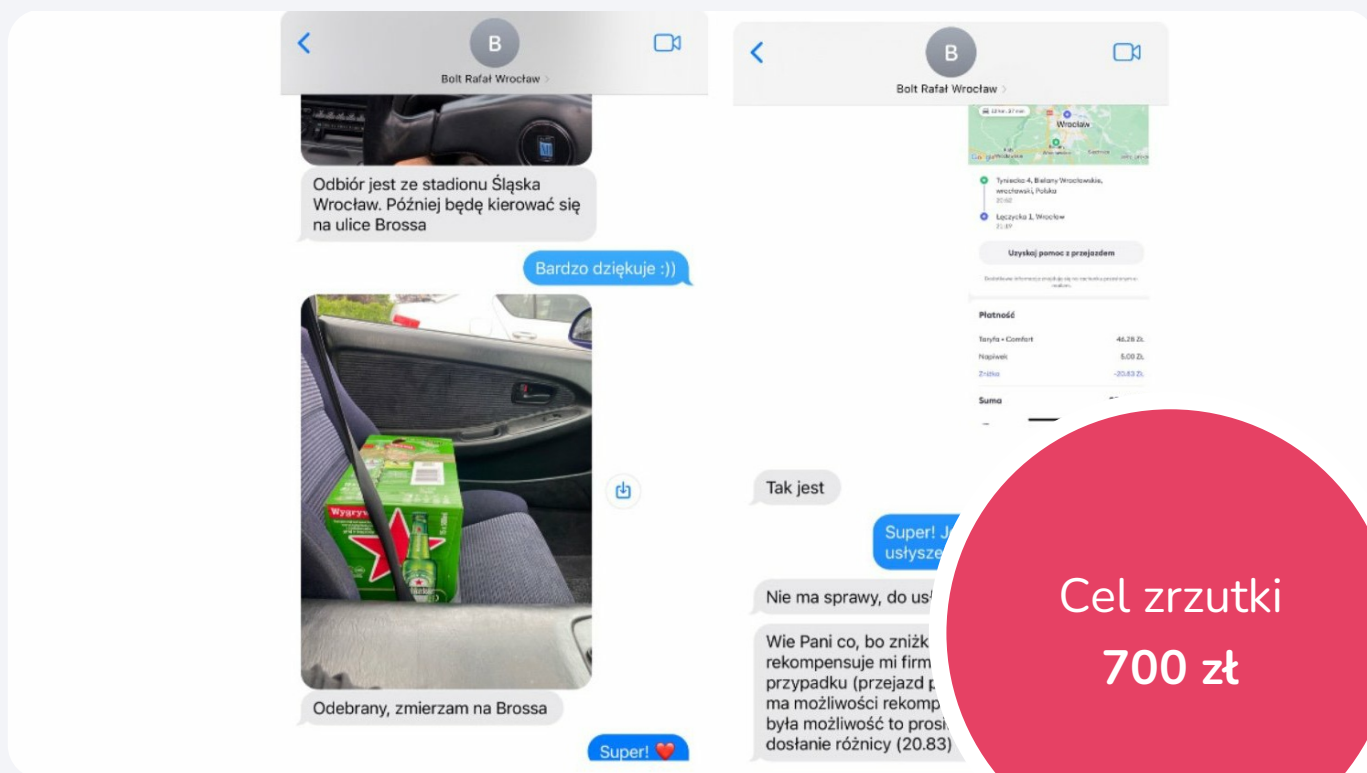 B
Bolt Rafał Wrocław
Odbiór jest ze stadionu Śląska
Wrocław. Później będę kierować się
na ulice Brossa
Bardzo dziękuje :))
Wygryw
Odebrany, zmierzam na Brossa
Super! ❤️
B
Bolt Rafał Wrocław
Wrocław
Google
Tyniecka 4, Bielany Wrocławskie,
wrocławski, Polska
Łęczycka 1, Wrocław
Uzyskaj pomoc z przejazdem
Płatność
Taryfa • Comfort 46.28 ZŁ
Napiwek 5.00 ZŁ
Zniżka -20.83 ZŁ
Suma
Tak jest
Super! J
usłysze
Nie ma sprawy, do us
Wie Pani co, bo zniżk
rekompensuje mi firm
przypadku (przejazd p
ma możliwości rekomp
była możliwość to prosi
dosłanie różnicy (20.83)
Cel zrzutki
700 zł